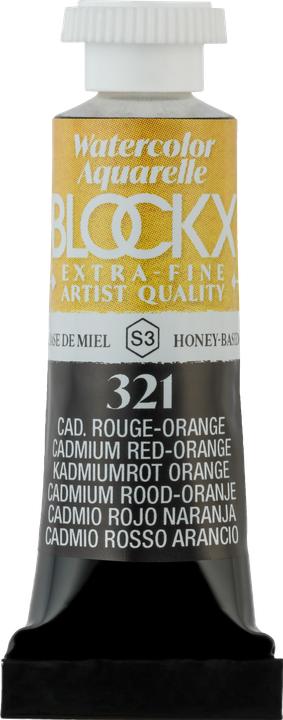 Watercolor
Aquarelle
BLOCKX
EXTRA-FINE
ARTIST QUALITY
DE MIEL S3
321
CAD. ROUGE-ORANGE
CADMIUM RED-ORANGE
KADMIUMROT ORANGE
CADMIUM ROOD-ORANJE
CADMIO ROJO NARANJA
CADMIO ROSSO ARANCIO